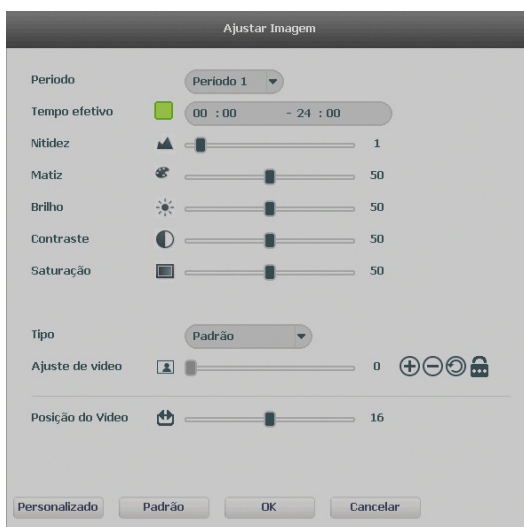 Ajustar Imagem
Periodo Periodo 1
Tempo efetivo 00 :00 - 24 :00
Nitidez 1
Matiz 50
Brilho 50
Contraste 50
Saturação 50
Tipo Padrão
Ajuste de video 0
Posição do Vídeo 16
Personalizado Padrão OK Cancelar